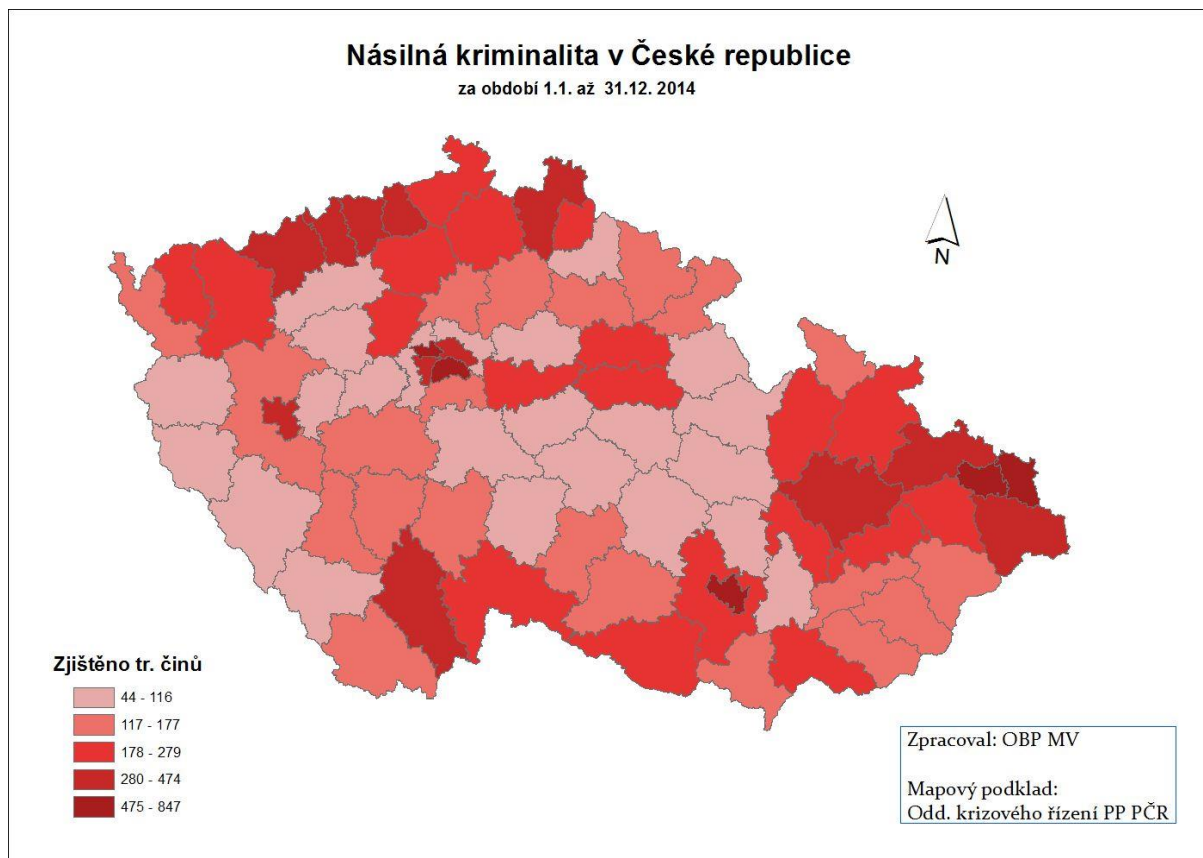 Násilná kriminalita v České republice
za období 1.1. až 31.12. 2014
N
Zjištěno tr. činů
44 - 116
117 - 177
178 - 279
280 - 474
475 - 847
Zpracoval: OBP MV
Mapový podklad:
Odd. krizového řízení PP PČR